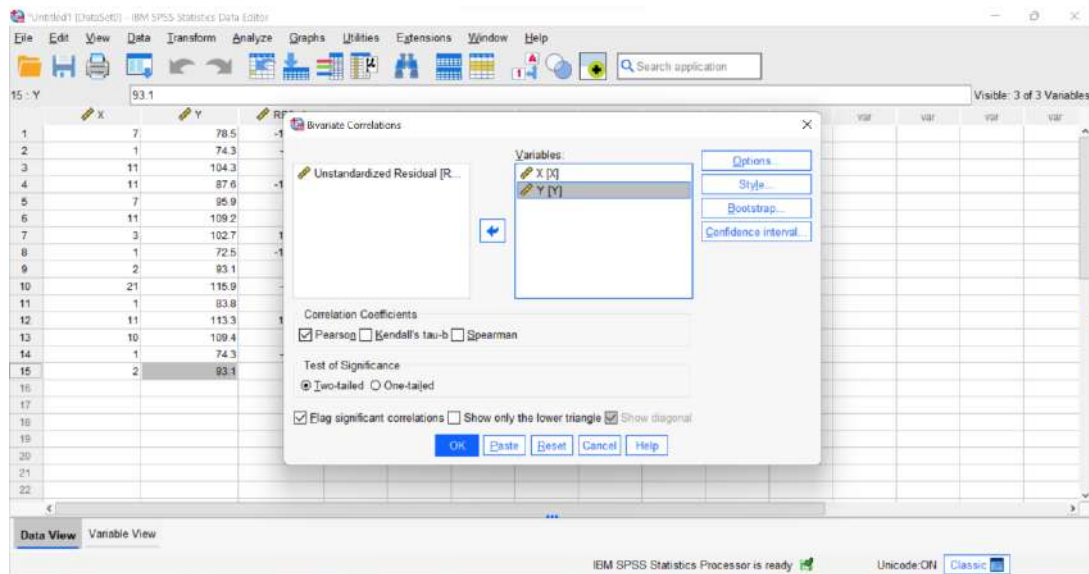 *Untitled1 [DataSet0] - IBM SPSS Statistics Data Editor
File Edit View Data Transform Analyze Graphs Utilities Extensions Window Help
Search application
15 : Y 93.1 Visible: 3 of 3 Variables
X Y var var var var
1 7 78.5
2 1 74.3
3 11 104.3
4 11 87.6
5 7 95.9
6 11 109.2
7 3 102.7
8 1 72.5
9 2 93.1
10 21 115.9
11 1 83.8
12 11 113.3
13 10 109.4
14 1 74.3
15 2 93.1
16
17
18
19
20
21
22
Bivariate Correlations
Variables:
Unstandardized Residual [R...
X [X]
Y [Y]
Options...
Style...
Bootstrap...
Confidence interval...
Correlation Coefficients
Pearson Kendall's tau-b Spearman
Test of Significance
Two-tailed One-tailed
Flag significant correlations Show only the lower triangle Show diagonal
OK Paste Reset Cancel Help
Data View Variable View
IBM SPSS Statistics Processor is ready Unicode:ON Classic